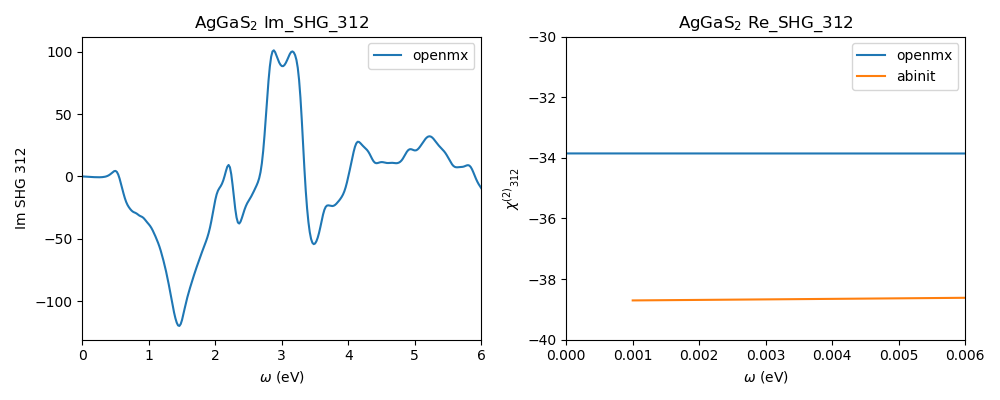 AgGaS₂ Im_SHG_312
openmx
100
50
0
−50
−100
Im SHG 312
0
1
2
3
4
5
6
ω (eV)
AgGaS₂ Re_SHG_312
openmx
abinit
−30
−32
−34
−36
−38
−40
χ⁽²⁾₃₁₂
0.000
0.001
0.002
0.003
0.004
0.005
0.006
ω (eV)